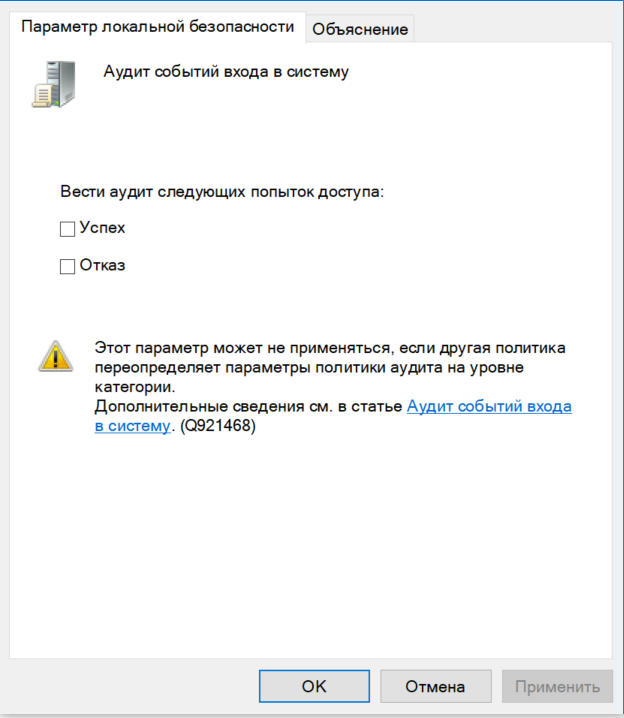 Параметр локальной безопасности
Объяснение
Аудит событий входа в систему
Вести аудит следующих попыток доступа:
Успех
Отказ
Этот параметр может не применяться, если другая политика
переопределяет параметры политики аудита на уровне
категории.
Дополнительные сведения см. в статье Аудит событий входа
в систему. (Q921468)
OK
Отмена
Применить